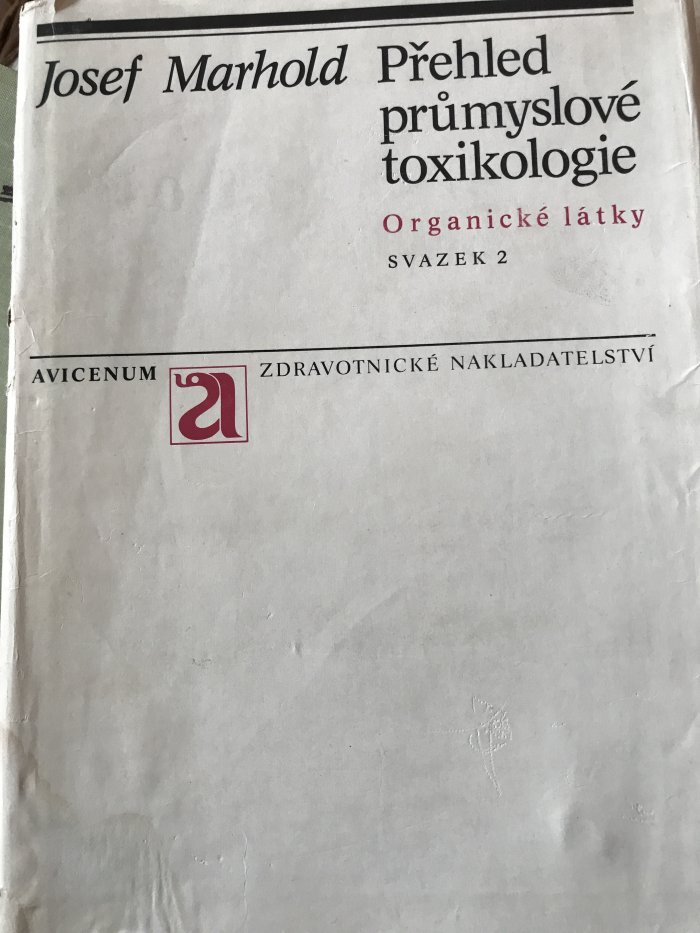 Josef Marhold
Přehled
průmyslové
toxikologie
Organické látky
SVAZEK 2
AVICENUM
a
ZDRAVOTNICKÉ NAKLADATELSTVÍ